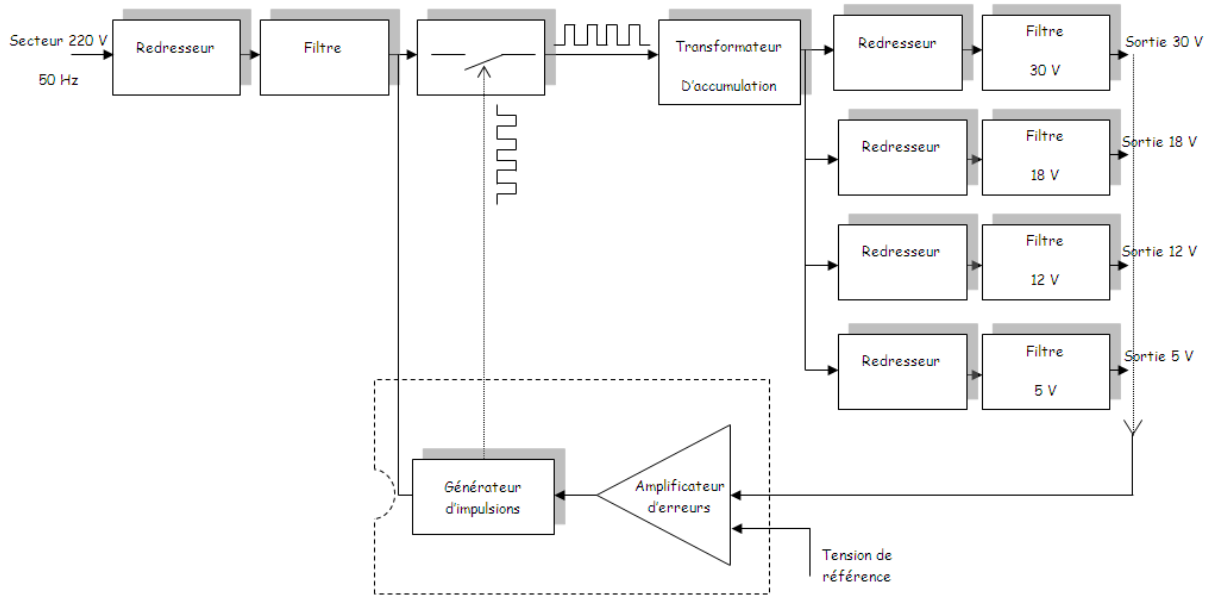 Secteur 220 V
50 Hz
Redresseur
Filtre
Transformateur
D'accumulation
Redresseur
Filtre
30 V
Sortie 30 V
Redresseur
Filtre
18 V
Sortie 18 V
Redresseur
Filtre
12 V
Sortie 12 V
Redresseur
Filtre
5 V
Sortie 5 V
Générateur
d'impulsions
Amplificateur
d'erreurs
Tension de
référence